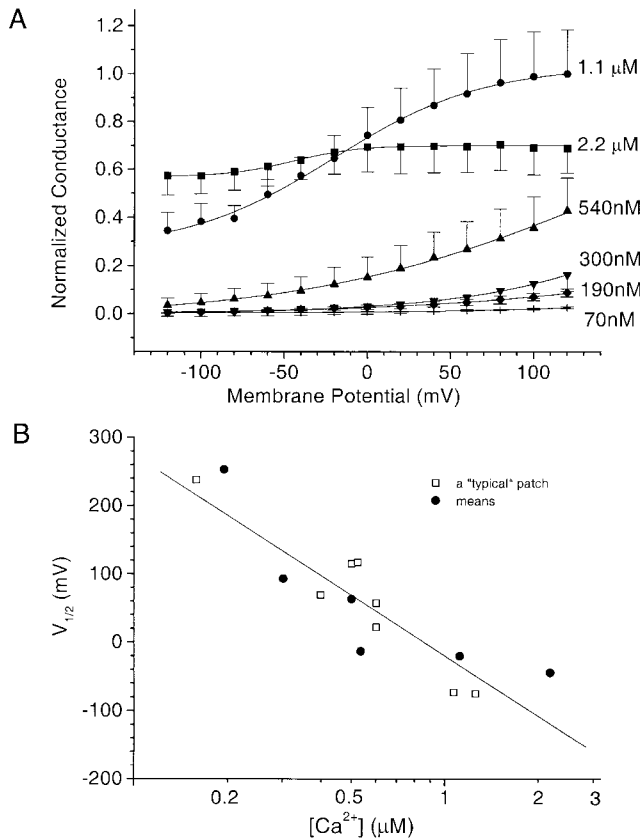 A
1.2
1.0
0.8
0.6
0.4
0.2
0.0
Normalized Conductance
1.1 µM
2.2 µM
540nM
300nM
190nM
70nM
-100
-50
0
50
100
Membrane Potential (mV)
B
300
200
100
0
-100
-200
V1/2 (mV)
a "typical" patch
means
0.2
0.5
1
2
3
[Ca2+] (µM)